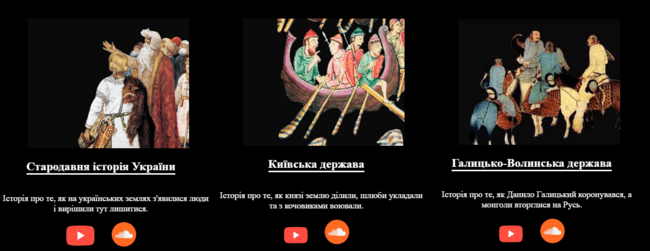 Стародавня історія України
Історія про те, як на українських землях з'явилися люди
і вирішили тут лишитися.
Київська держава
Історія про те, як князі землю ділили, шлюби укладали
та з кочовиками воювали.
Галицько-Волинська держава
Історія про те, як Данило Галицький коронувався, а
монголи вторглися на Русь.